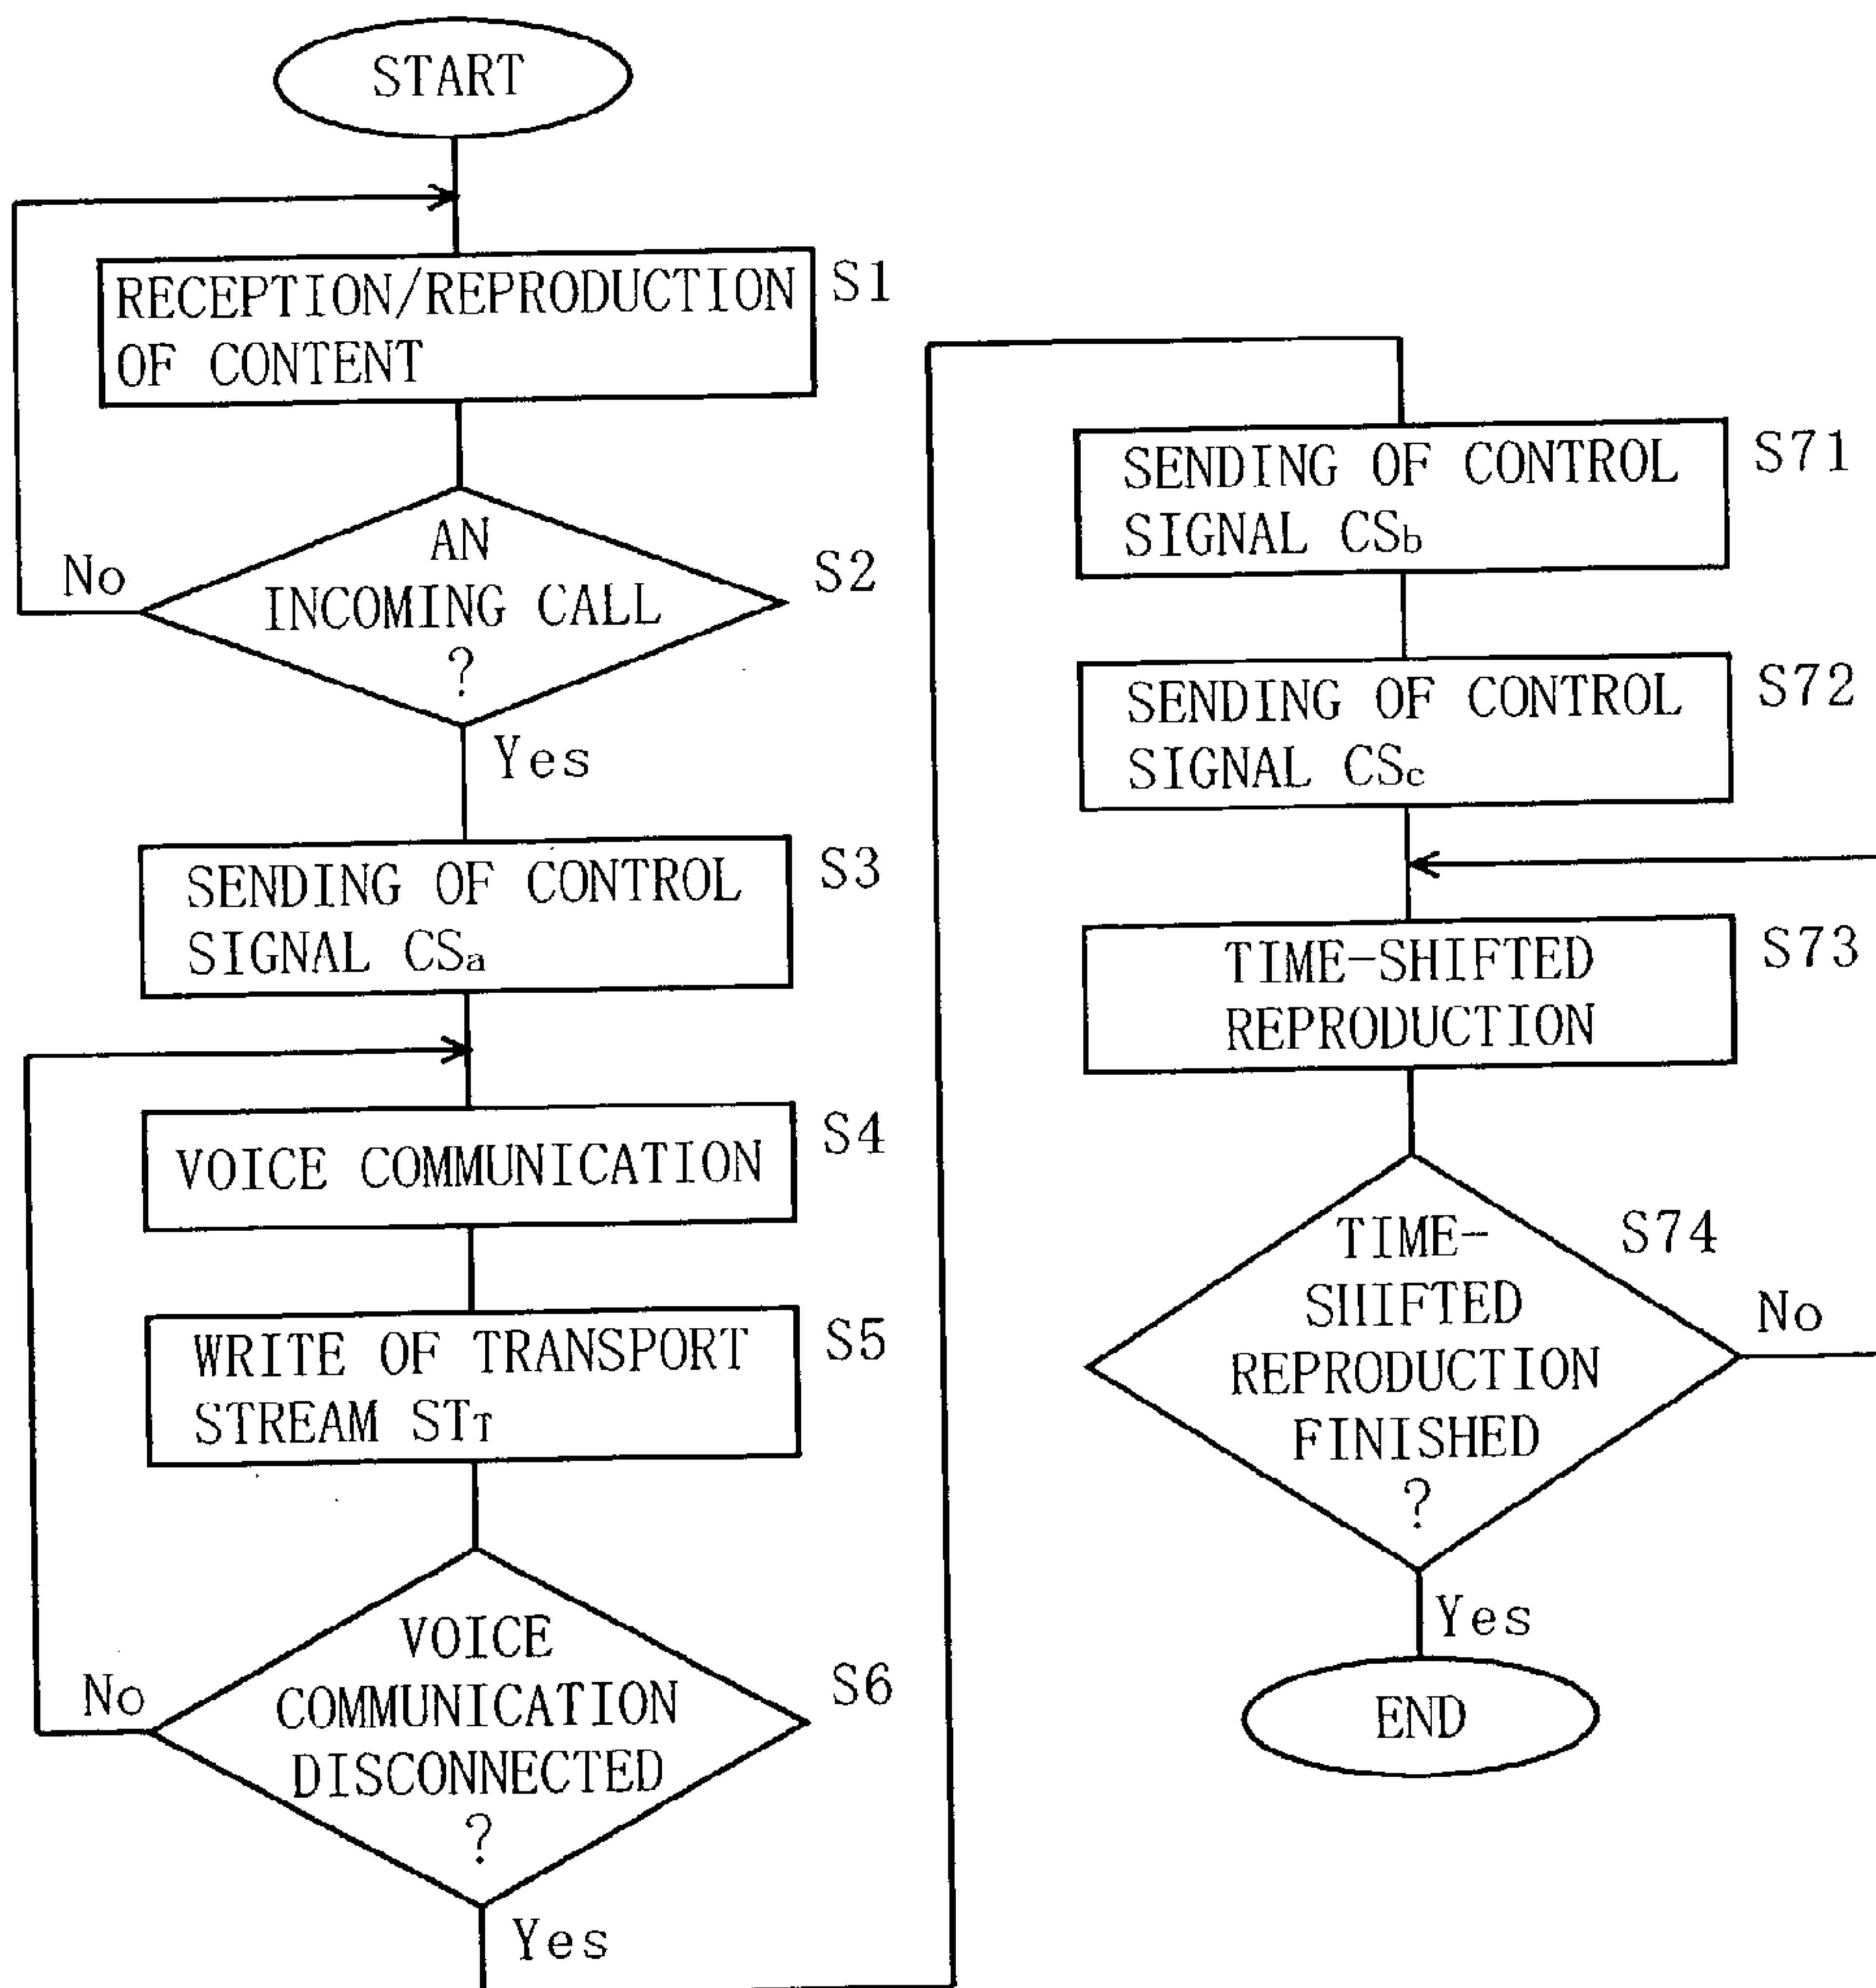 START
RECEPTION/REPRODUCTION
OF CONTENT
S1
AN
INCOMING CALL
?
S2
No
Yes
SENDING OF CONTROL
SIGNAL CSa
S3
VOICE COMMUNICATION
S4
WRITE OF TRANSPORT
STREAM STT
S5
VOICE
COMMUNICATION
DISCONNECTED
?
S6
No
Yes
SENDING OF CONTROL
SIGNAL CSb
S71
SENDING OF CONTROL
SIGNAL CSc
S72
TIME-SHIFTED
REPRODUCTION
S73
TIME-
SHIFTED
REPRODUCTION
FINISHED
?
S74
No
Yes
END